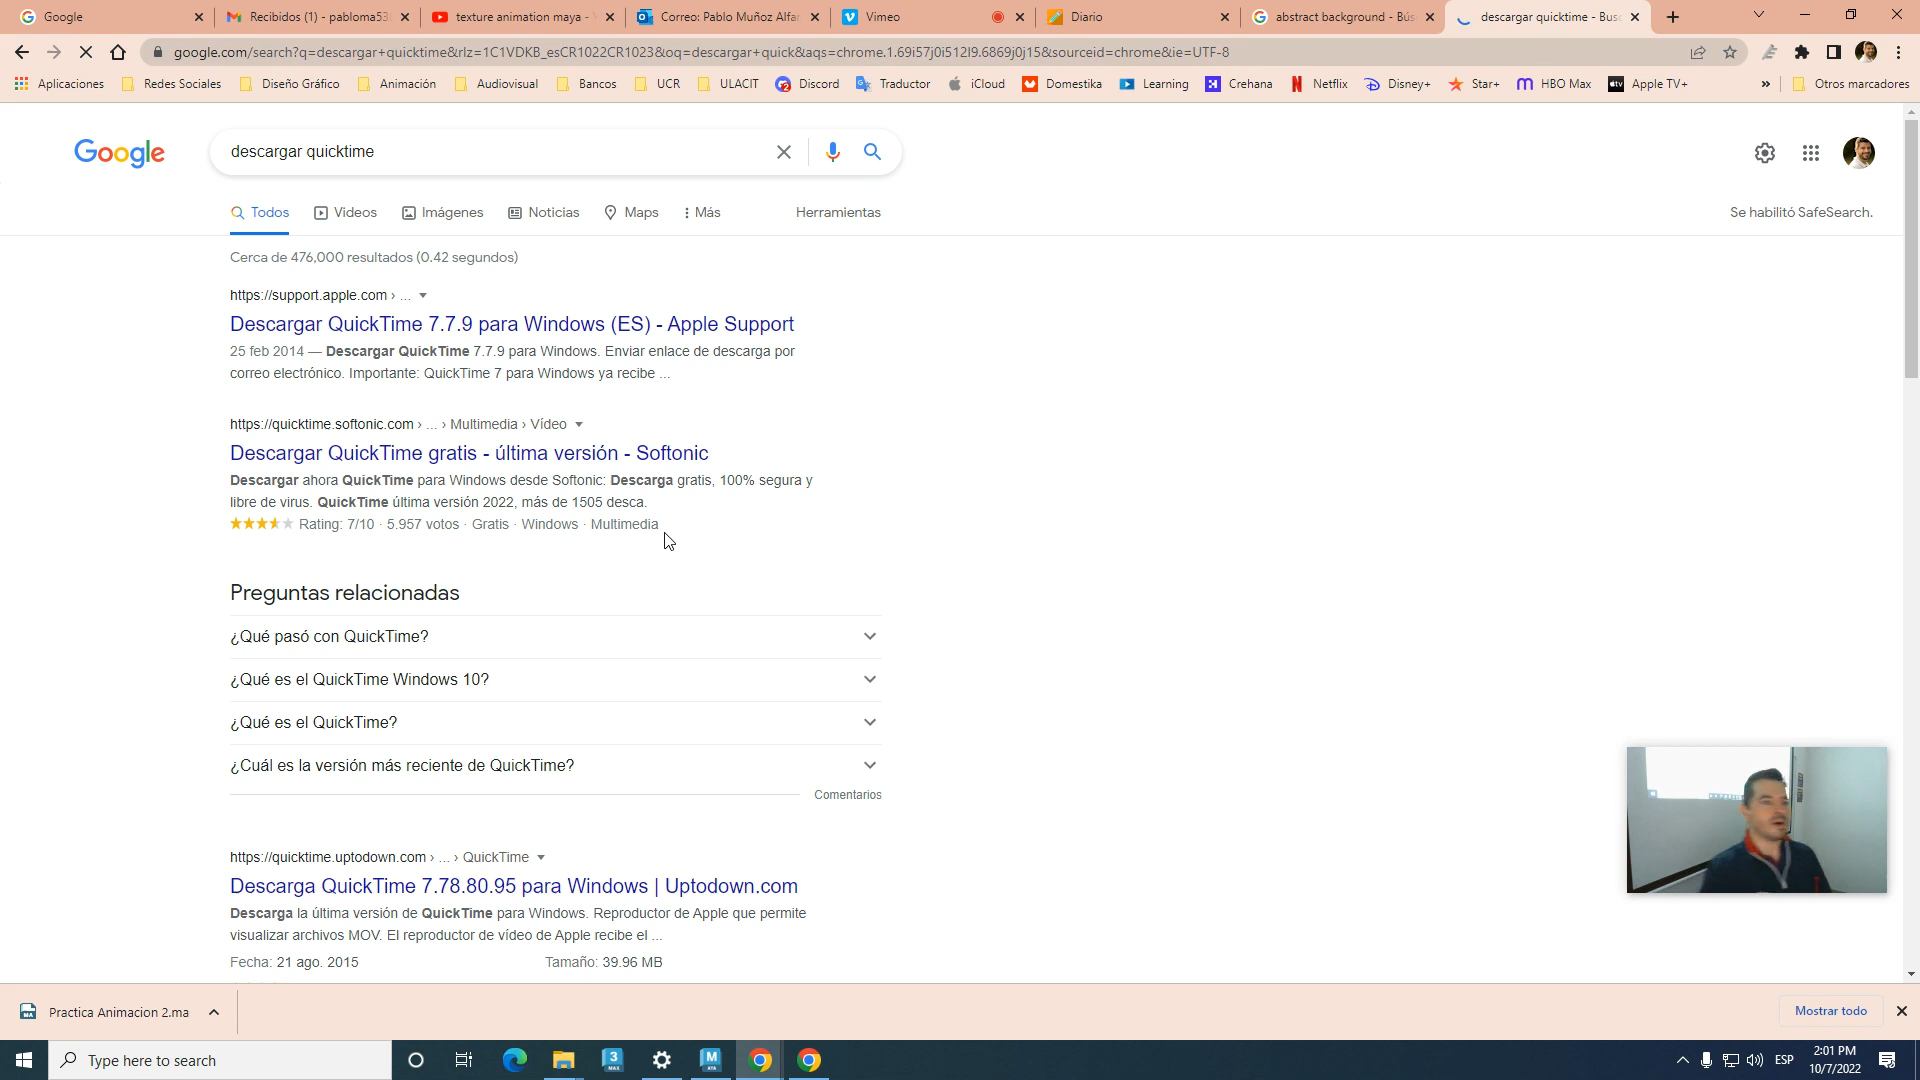 Google
Recibidos (1) - pabloma53
texture animation maya -
Correo: Pablo Muñoz Alfar
Vimeo
Diario
abstract background - Bús
descargar quicktime - Bus
google.com/search?q=descargar+quicktime&rlz=1C1VDKB_esCR1022CR1023&oq=descargar+quick&aqs=chrome.1.69i57j0i512l9.6869j0j15&sourceid=chrome&ie=UTF-8
Aplicaciones
Redes Sociales
Diseño Gráfico
Animación
Audiovisual
Bancos
UCR
ULACIT
Discord
Traductor
iCloud
Domestika
Learning
Crehana
Netflix
Disney+
Star+
HBO Max
Apple TV+
»
Otros marcadores
Google
descargar quicktime
Todos
Videos
Imágenes
Noticias
Maps
Más
Herramientas
Se habilitó SafeSearch.
Cerca de 476,000 resultados (0.42 segundos)
https://support.apple.com › ...
Descargar QuickTime 7.7.9 para Windows (ES) - Apple Support
25 feb 2014 — Descargar QuickTime 7.7.9 para Windows. Enviar enlace de descarga por
correo electrónico. Importante: QuickTime 7 para Windows ya recibe ...
https://quicktime.softonic.com › ... › Multimedia › Vídeo
Descargar QuickTime gratis - última versión - Softonic
Descargar ahora QuickTime para Windows desde Softonic: Descarga gratis, 100% segura y
libre de virus. QuickTime última versión 2022, más de 1505 desca.
Rating: 7/10 · 5.957 votos · Gratis · Windows · Multimedia
Preguntas relacionadas
¿Qué pasó con QuickTime?
¿Qué es el QuickTime Windows 10?
¿Qué es el QuickTime?
¿Cuál es la versión más reciente de QuickTime?
Comentarios
https://quicktime.uptodown.com › ... › QuickTime
Descarga QuickTime 7.78.80.95 para Windows | Uptodown.com
Descarga la última versión de QuickTime para Windows. Reproductor de Apple que permite
visualizar archivos MOV. El reproductor de vídeo de Apple recibe el ...
Fecha: 21 ago. 2015
Tamaño: 39.96 MB
Practica Animacion 2.ma
Mostrar todo
Type here to search
ESP
2:01 PM
10/7/2022